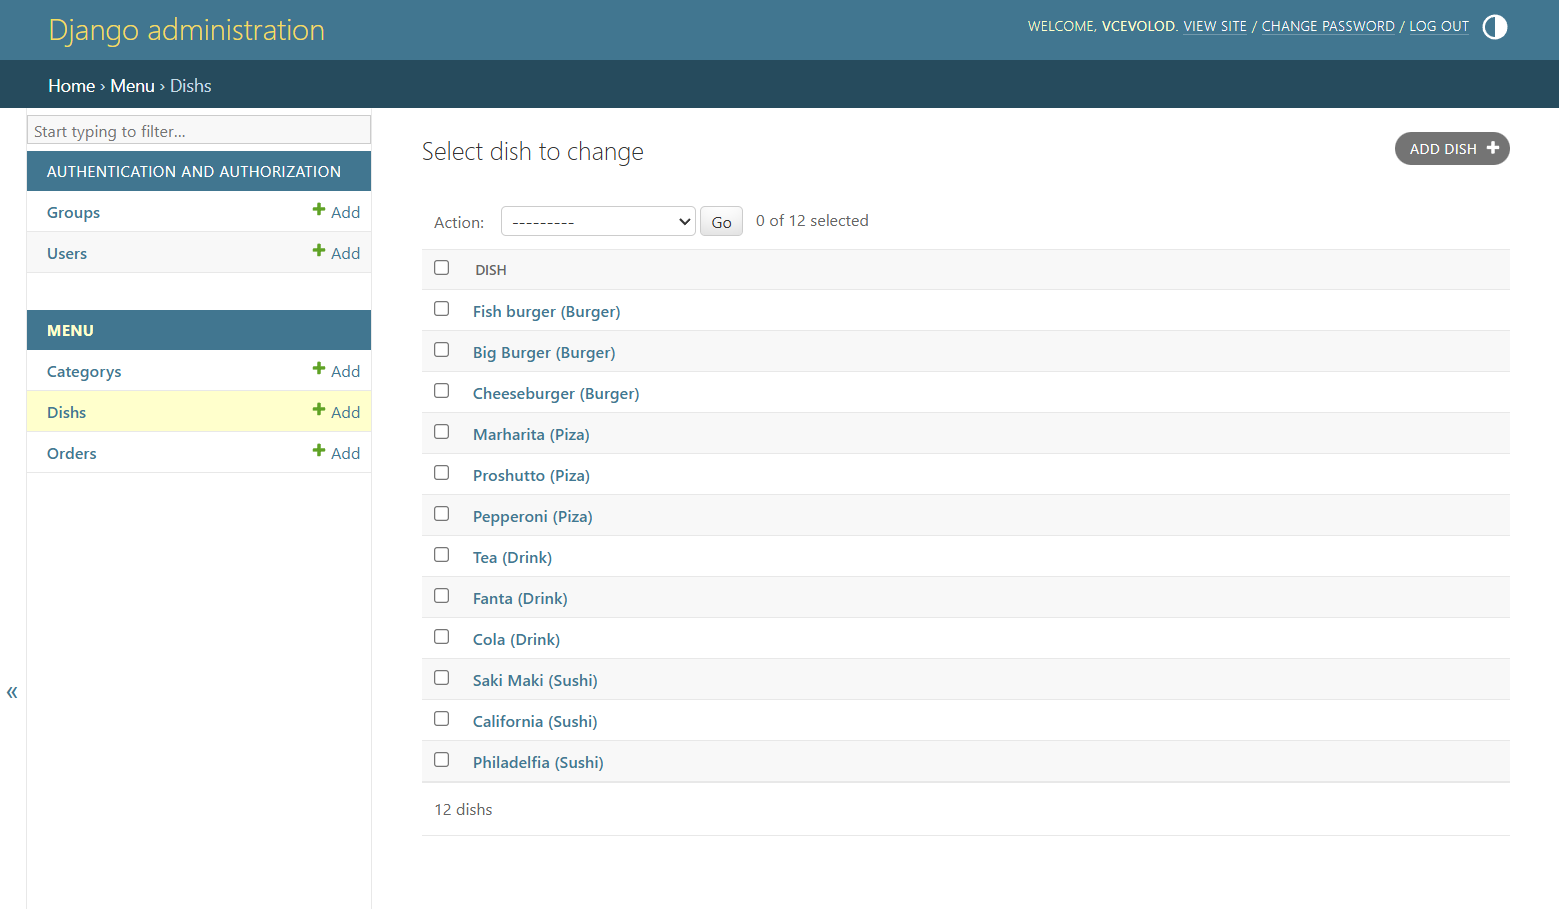 Django administration
WELCOME, VCEVOLOD. VIEW SITE / CHANGE PASSWORD / LOG OUT
Home › Menu › Dishs
Start typing to filter...
AUTHENTICATION AND AUTHORIZATION
Groups Add
Users Add
MENU
Categorys Add
Dishs Add
Orders Add
«
Select dish to change
ADD DISH
Action: --------- Go 0 of 12 selected
DISH
Fish burger (Burger)
Big Burger (Burger)
Cheeseburger (Burger)
Marharita (Piza)
Proshutto (Piza)
Pepperoni (Piza)
Tea (Drink)
Fanta (Drink)
Cola (Drink)
Saki Maki (Sushi)
California (Sushi)
Philadelfia (Sushi)
12 dishs